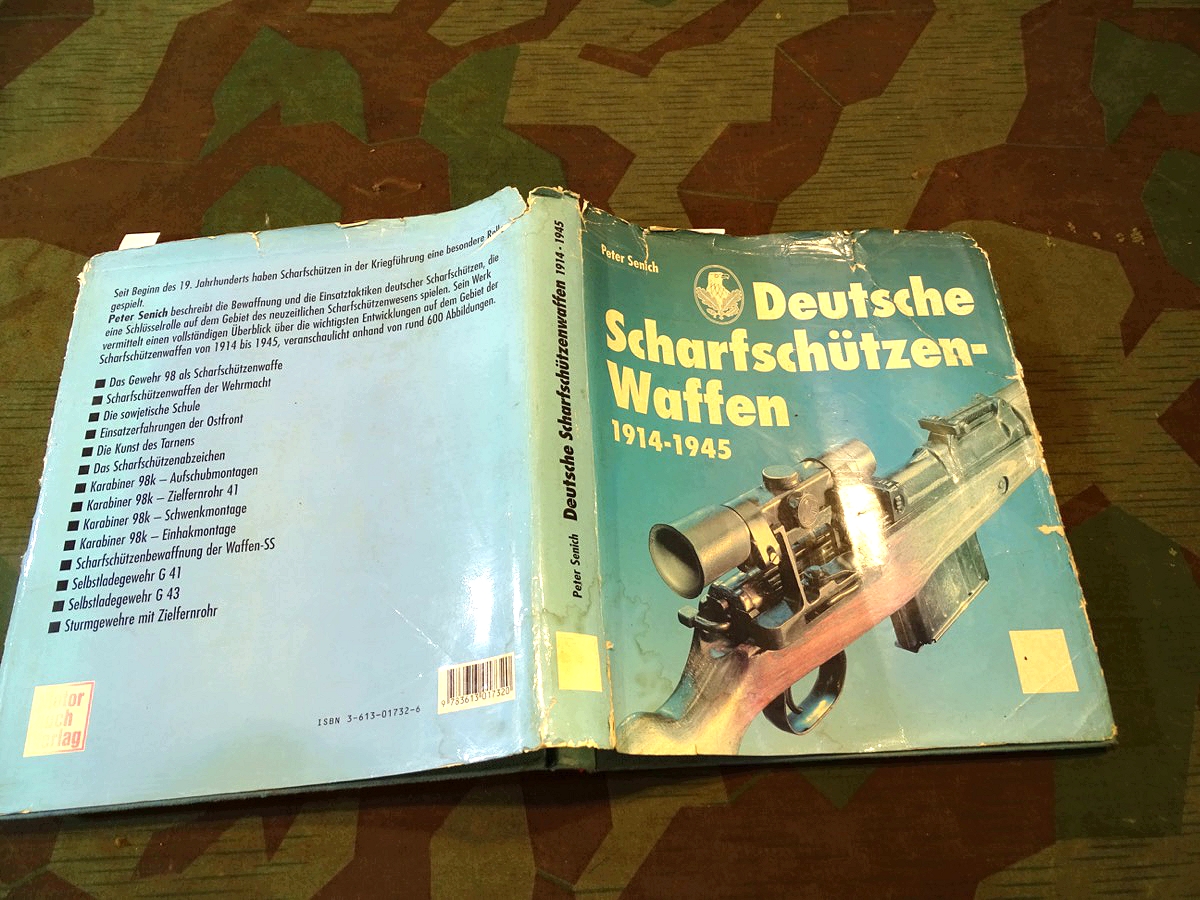 Seit Beginn des 19. Jahrhunderts haben Scharfschützen in der Kriegführung eine besondere Rolle
gespielt.
Peter Senich beschreibt die Bewaffnung und die Einsatztaktiken deutscher Scharfschützen, die
eine Schlüsselrolle auf dem Gebiet des neuzeitlichen Scharfschützenwesens spielen. Sein Werk
vermittelt einen vollständigen Überblick über die wichtigsten Entwicklungen auf dem Gebiet der
Scharfschützenwaffen von 1914 bis 1945, veranschaulicht anhand von rund 600 Abbildungen.
■ Das Gewehr 98 als Scharfschützenwaffe
■ Scharfschützenwaffen der Wehrmacht
■ Die sowjetische Schule
■ Einsatzerfahrungen der Ostfront
■ Die Kunst des Tarnens
■ Das Scharfschützenabzeichen
■ Karabiner 98k – Aufschubmontagen
■ Karabiner 98k – Zielfernrohr 41
■ Karabiner 98k – Schwenkmontage
■ Karabiner 98k – Einhakmontage
■ Scharfschützenbewaffnung der Waffen-SS
■ Selbstladegewehr G 41
■ Selbstladegewehr G 43
■ Sturmgewehre mit Zielfernrohr
ISBN 3-613-01732-6
9 783613 017320
Peter Senich Deutsche Scharfschützenwaffen 1914-1945
Peter Senich
Deutsche
Scharfschützen-
Waffen
1914-1945